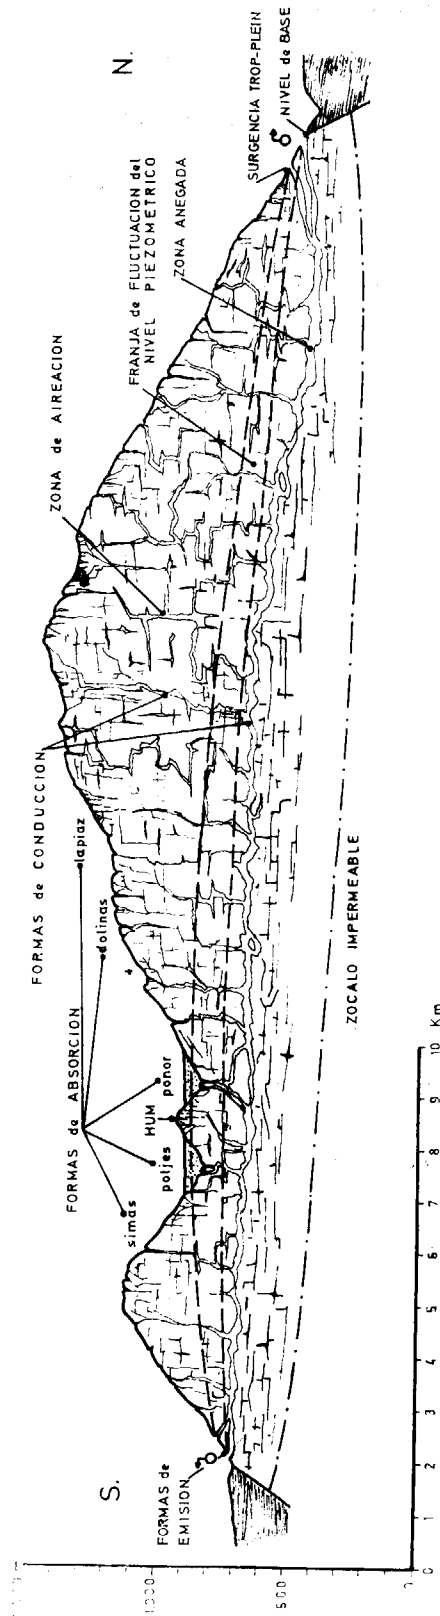 S.
N.
FORMAS de
EMISION
FORMAS de ABSORCION
simas
poljes
HUM
ponor
dolinas
lapiaz
FORMAS de CONDUCCION
ZONA de AIREACION
FRANJA de FLUCTUACION del
NIVEL PIEZOMETRICO
ZONA ANEGADA
SURGENCIA TROP-PLEIN
NIVEL de BASE
ZOCALO IMPERMEABLE
1000
500
0
0 1 2 3 4 5 6 7 8 9 10 Km